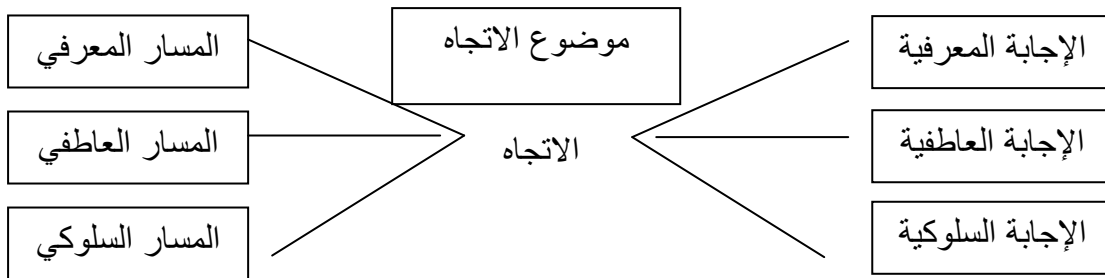 الإجابة المعرفية
موضوع الاتجاه
المسار المعرفي
الإجابة العاطفية
الاتجاه
المسار العاطفي
الإجابة السلوكية
المسار السلوكي